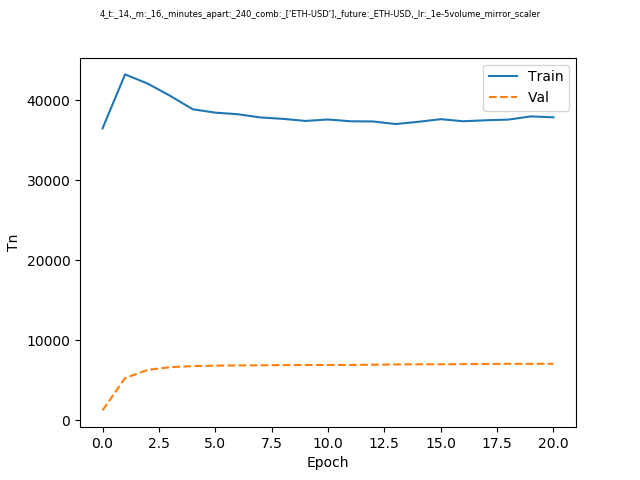 4_t:_14,_m:_16,_minutes_apart:_240_comb:_['ETH-USD'],_future:_ETH-USD,_lr:_1e-5volume_mirror_scaler
Train
Val
40000
30000
20000
10000
0
Tn
0.0 2.5 5.0 7.5 10.0 12.5 15.0 17.5 20.0
Epoch